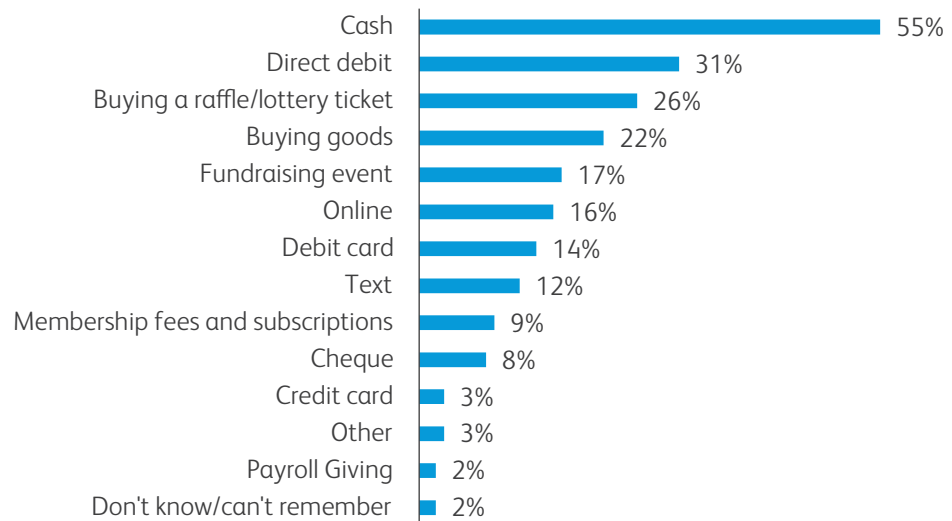 Cash 55%
Direct debit 31%
Buying a raffle/lottery ticket 26%
Buying goods 22%
Fundraising event 17%
Online 16%
Debit card 14%
Text 12%
Membership fees and subscriptions 9%
Cheque 8%
Credit card 3%
Other 3%
Payroll Giving 2%
Don't know/can't remember 2%